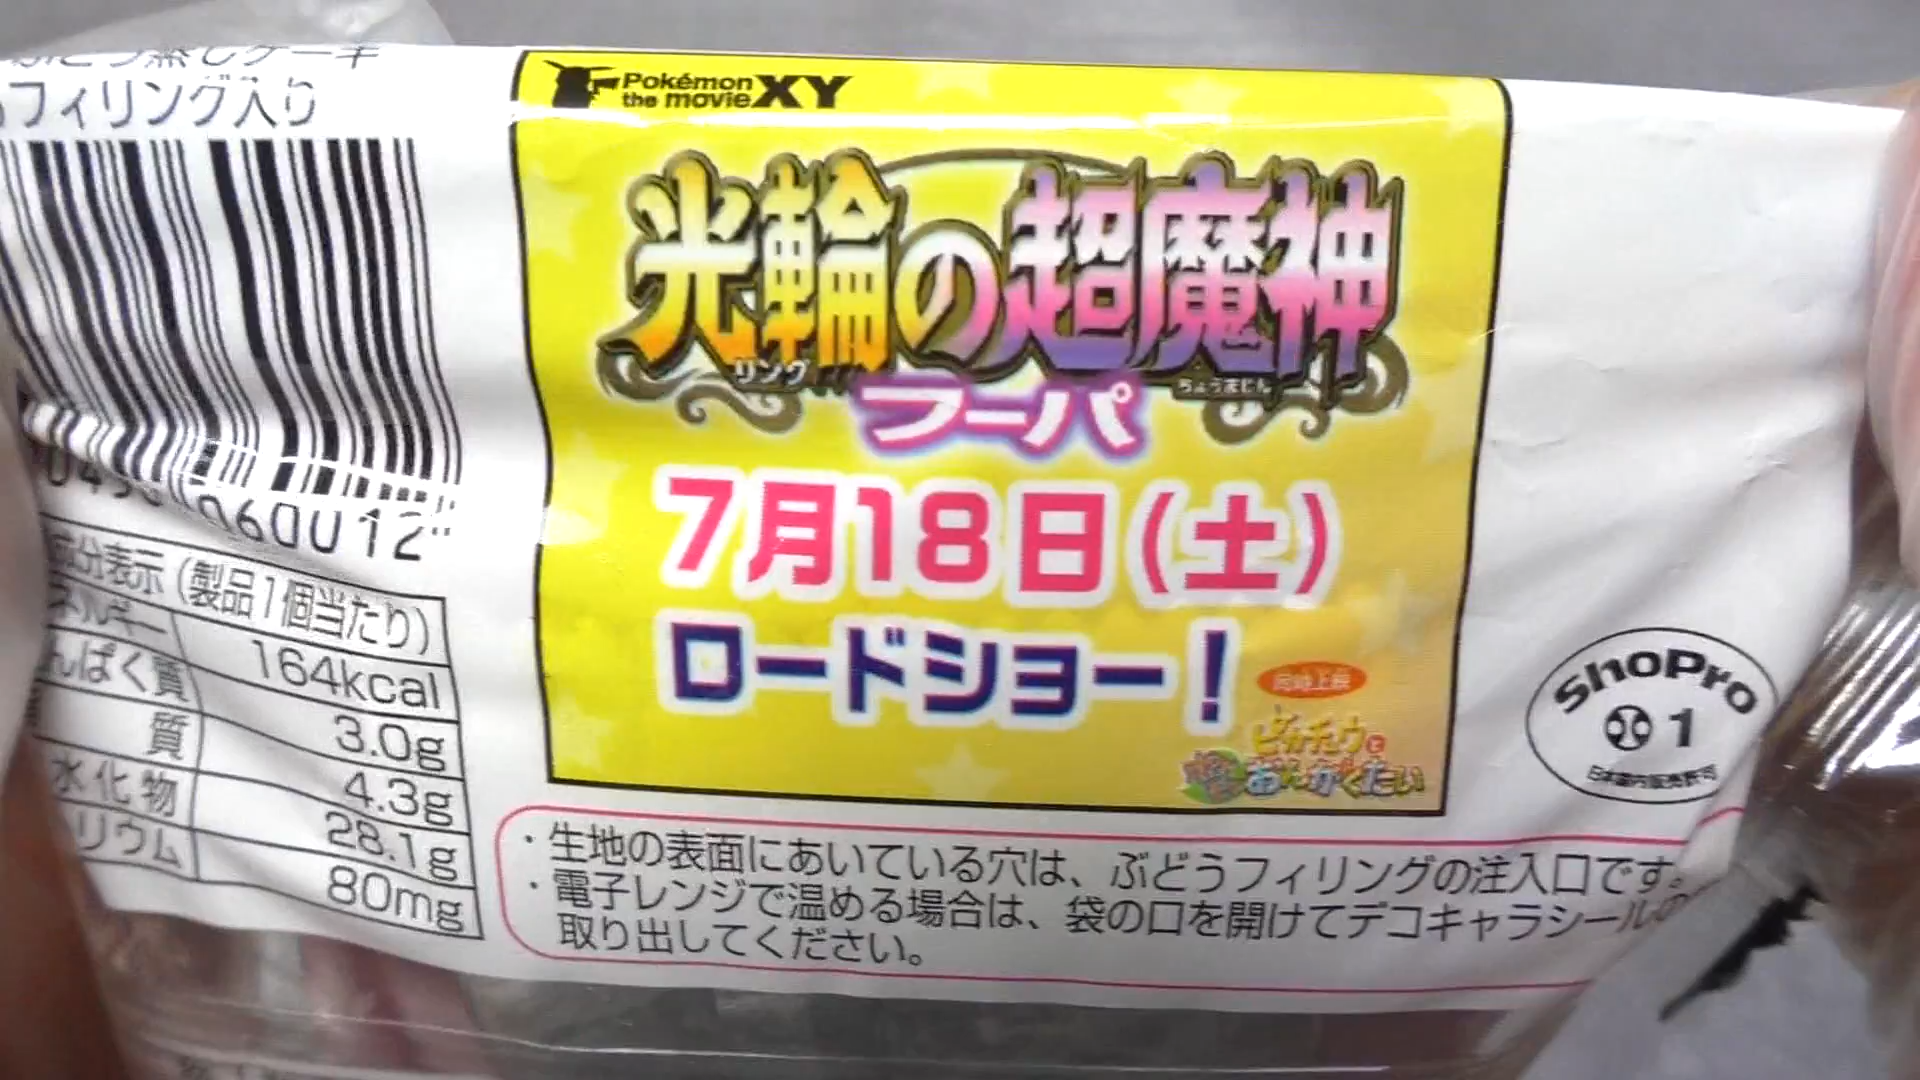 ぶどう蒸しケーキ
フィリング入り
060012
成分表示(製品1個当たり)
ネルギー 164kcal
んぱく質 3.0g
質 4.3g
水化物 28.1g
リウム 80mg
Pokémon
the movie XY
光輪の超魔神
リング ちょうまじん
フーパ
7月18日(土)
ロードショー!
同時上映
ピカチュウと
おんがくたい
ShoPro
1
日本国内販売許可
・生地の表面にあいている穴は、ぶどうフィリングの注入口です。
・電子レンジで温める場合は、袋の口を開けてデコキャラシールの
取り出してください。